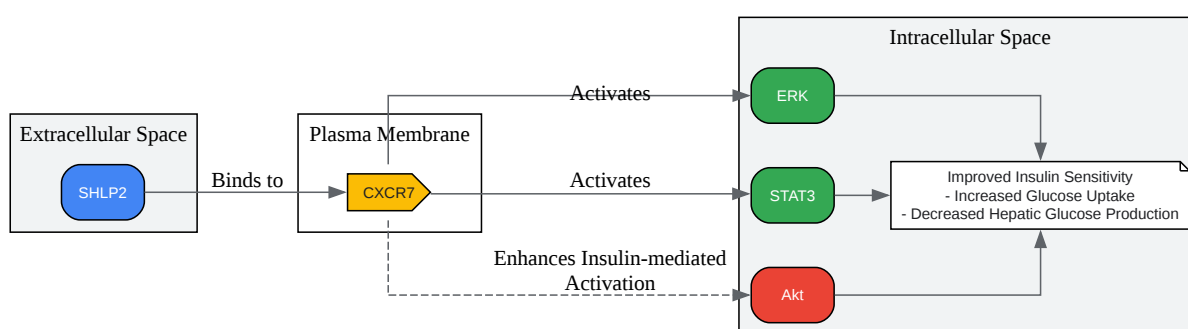 Intracellular Space
ERK
Activates
Extracellular Space
Plasma Membrane
SHLP2
Binds to
CXCR7
Activates
STAT3
Improved Insulin Sensitivity
- Increased Glucose Uptake
- Decreased Hepatic Glucose Production
Enhances Insulin-mediated
Activation
Akt